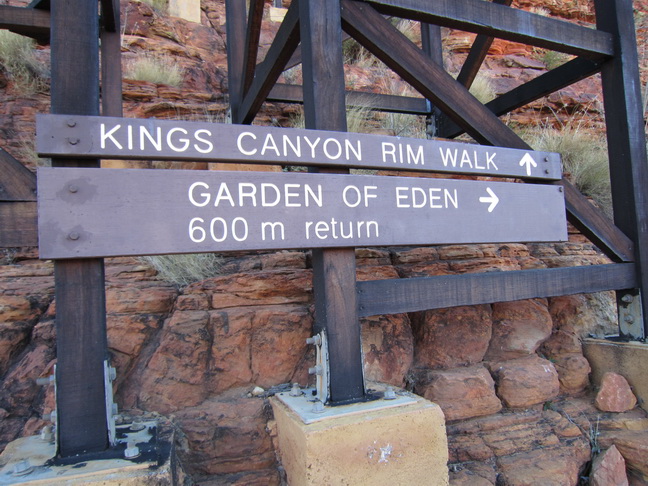 KINGS CANYON RIM WALK ↑
GARDEN OF EDEN →
600 m return